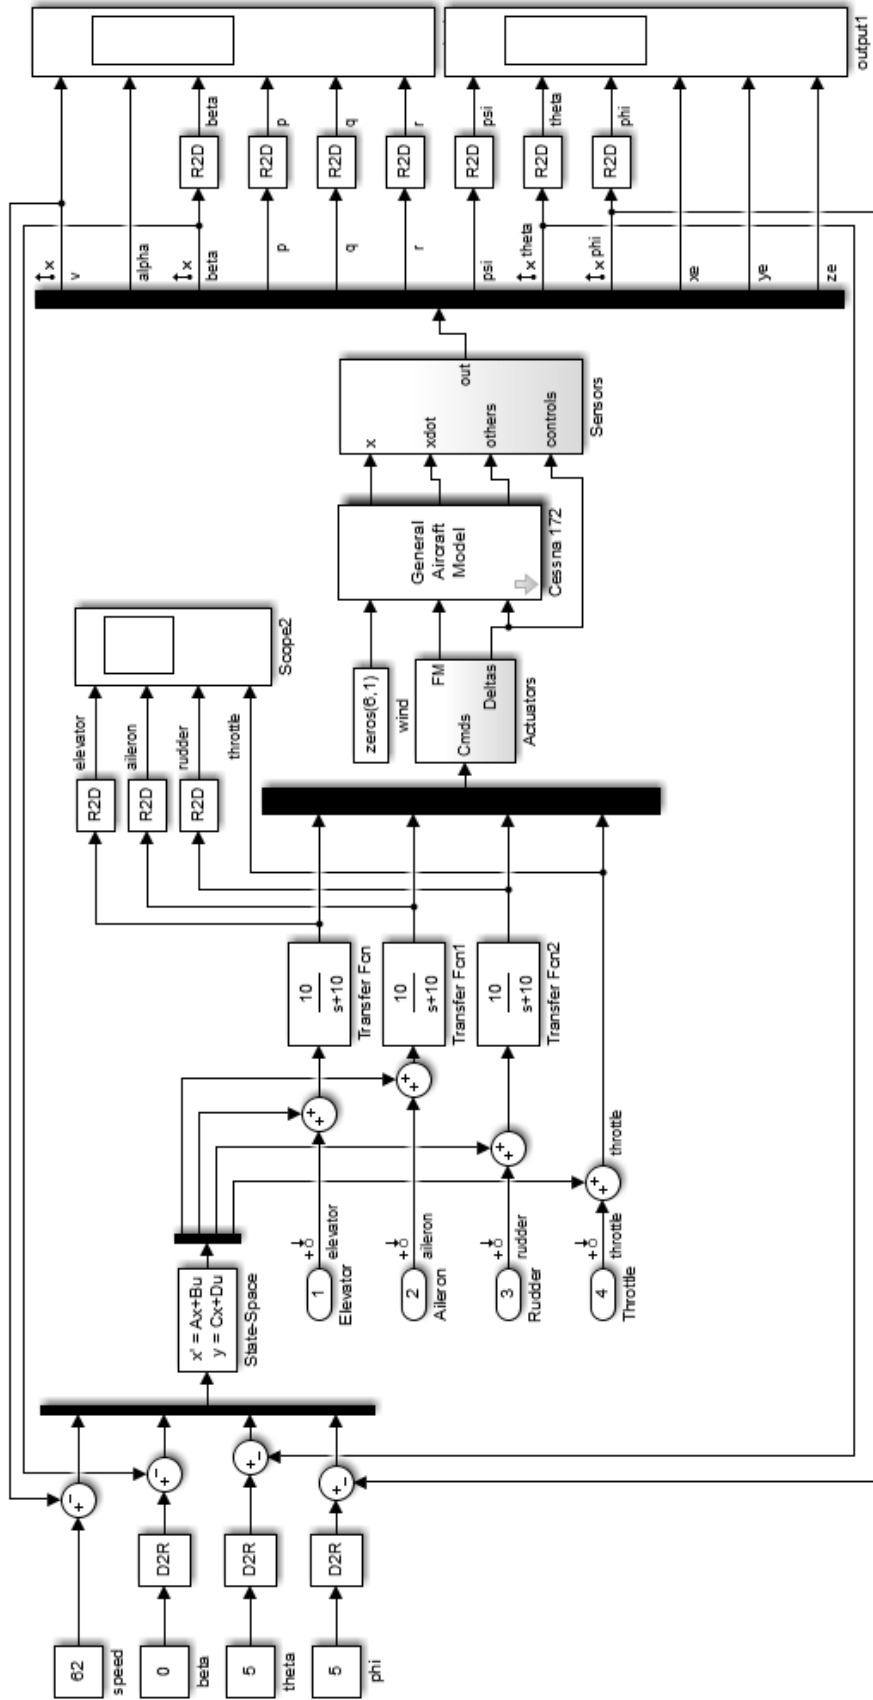 62
speed
0
beta
5
theta
5
phi
D2R
D2R
D2R
D2R
+
−
+
−
+
−
+
−
x' = Ax+Bu
y = Cx+Du
State-Space
1
Elevator
elevator
2
Aileron
aileron
3
Rudder
rudder
4
Throttle
throttle
+
+
+
+
+
+
+
+
throttle
10
s+10
Transfer Fcn
10
s+10
Transfer Fcn1
10
s+10
Transfer Fcn2
R2D
elevator
R2D
aileron
R2D
rudder
throttle
Scope2
zeros(6,1)
wind
Cmds
FM
Deltas
Actuators
General
Aircraft
Model
Cessna 172
x
xdot
others
controls
out
Sensors
v
alpha
beta
p
q
r
psi
theta
phi
xe
ye
ze
R2D
beta
R2D
p
R2D
q
R2D
r
R2D
psi
R2D
theta
R2D
phi
output1